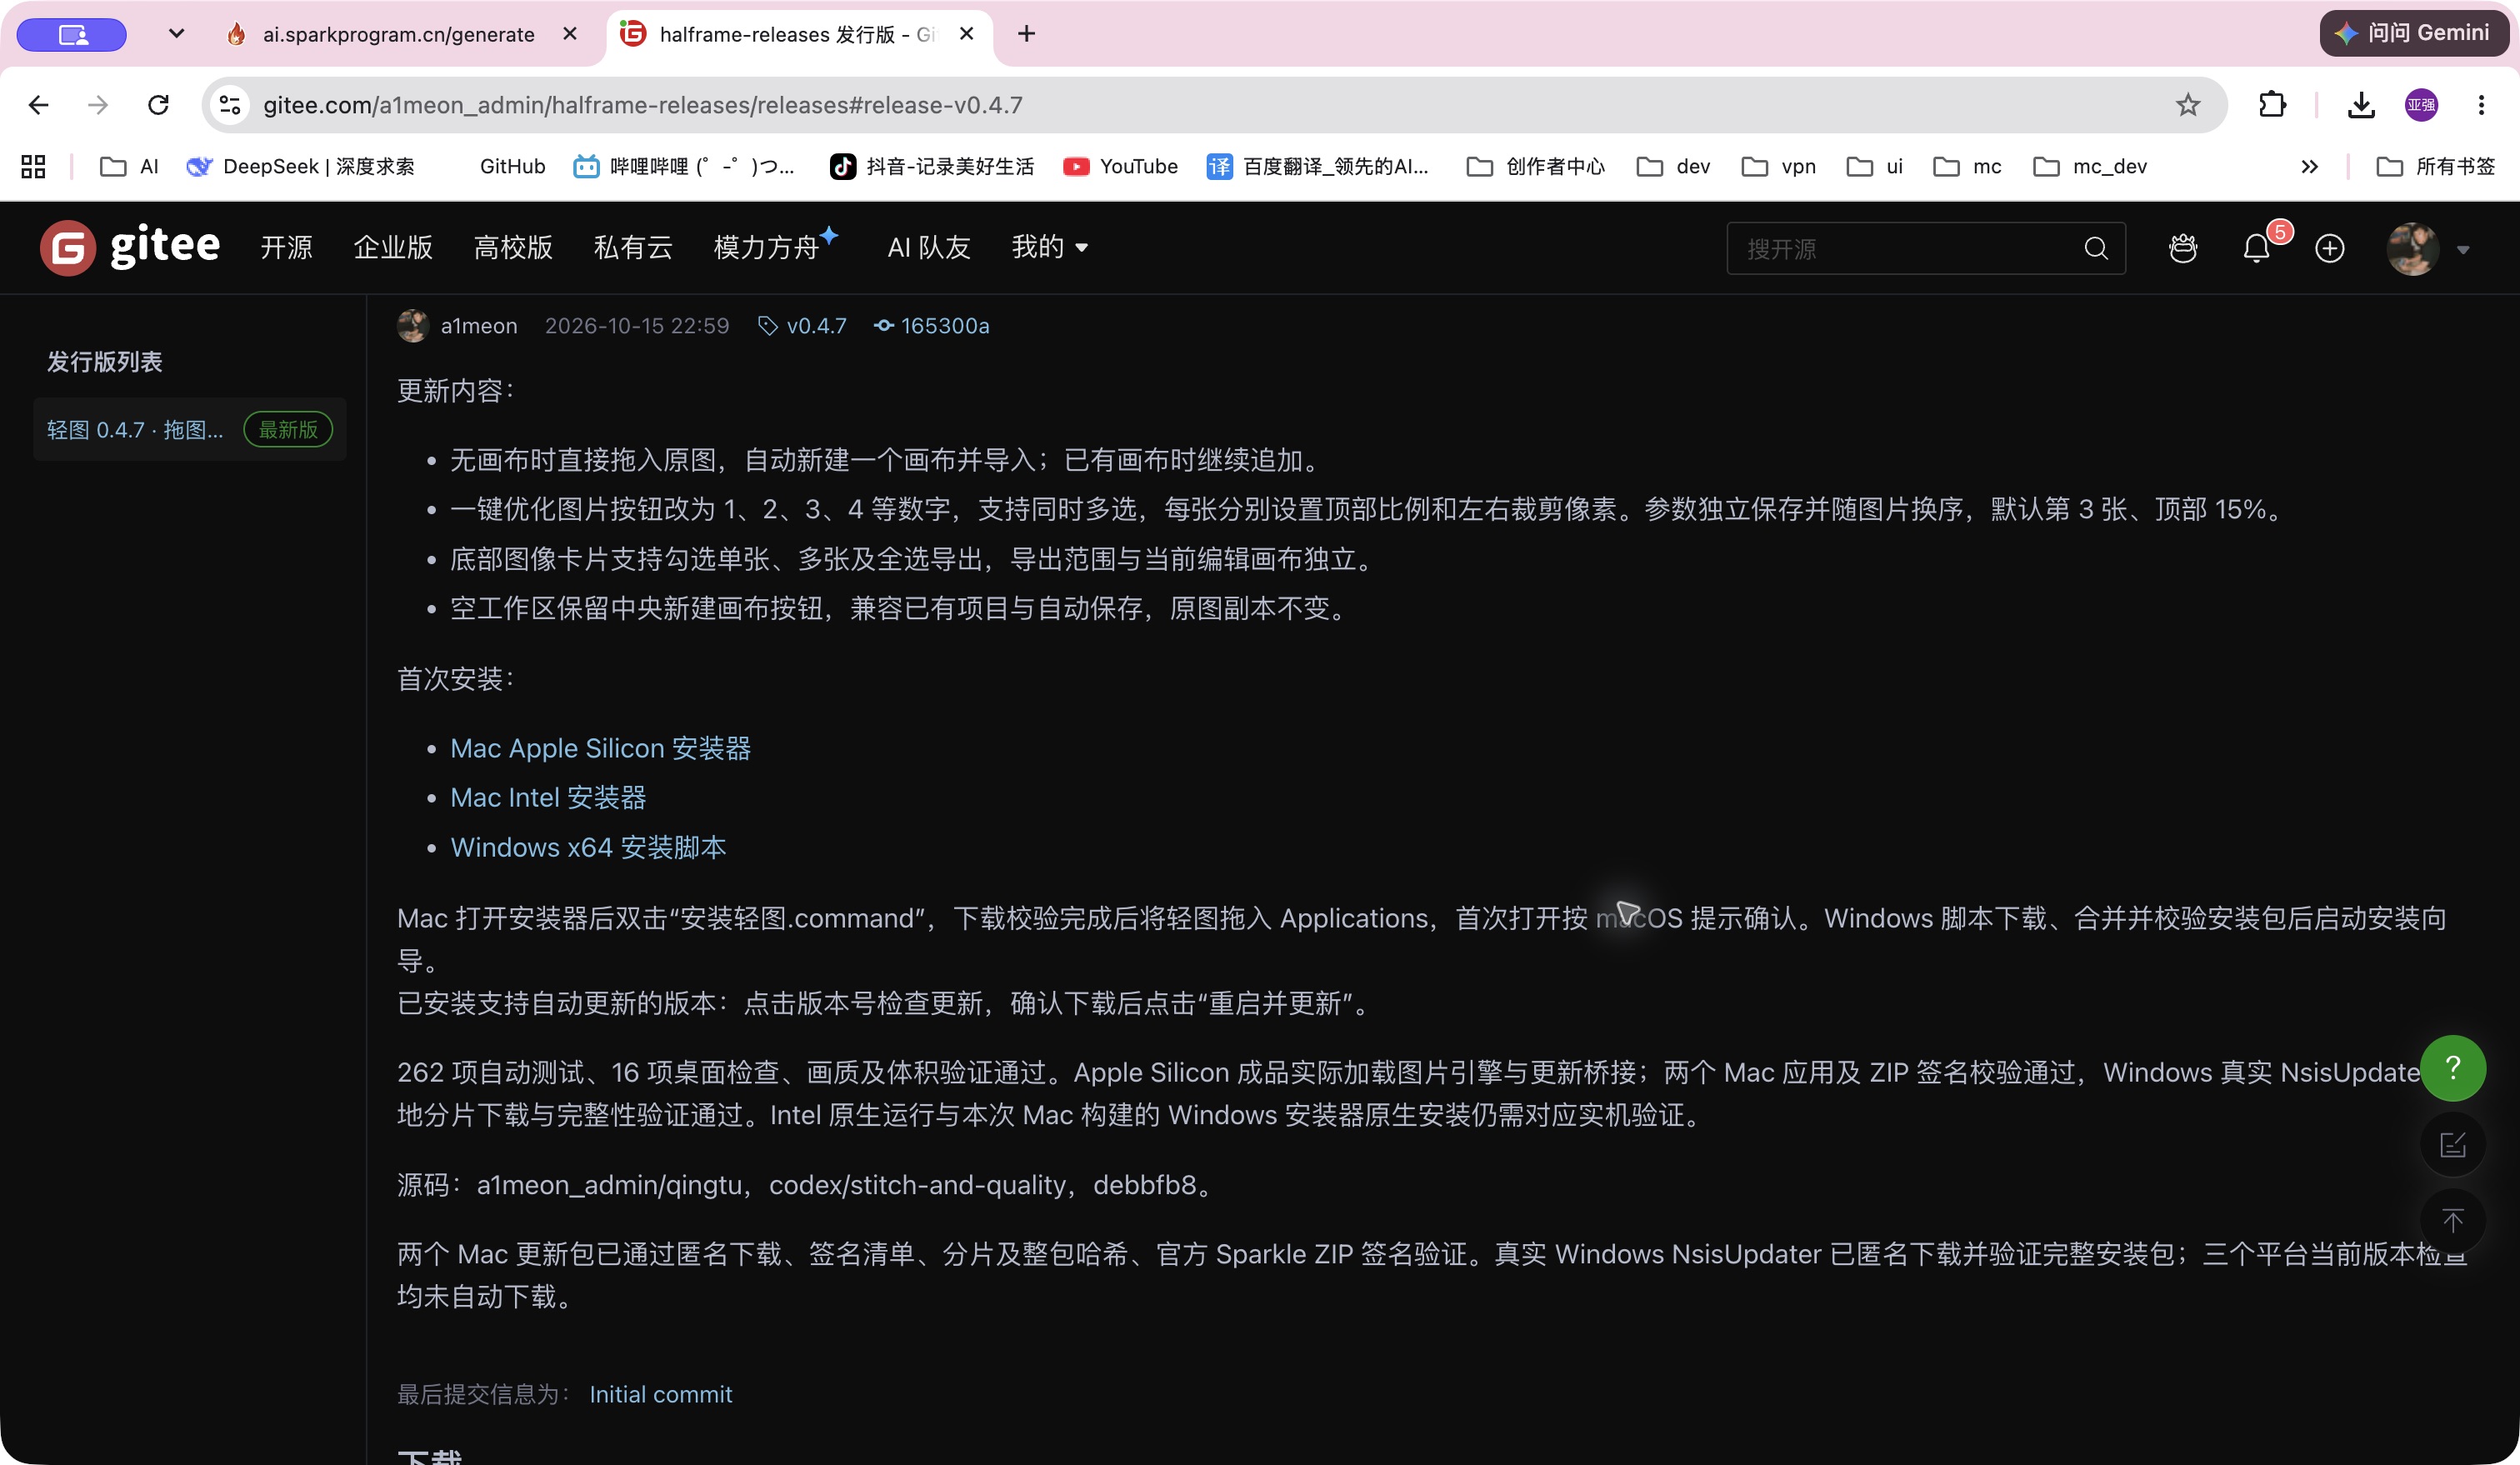 ai.sparkprogram.cn/generate
halframe-releases 发行版 - Gi
问问 Gemini
gitee.com/a1meon_admin/halframe-releases/releases#release-v0.4.7
亚强
AI
DeepSeek | 深度求索
GitHub
哔哩哔哩 (゜-゜)つ...
抖音-记录美好生活
YouTube
译 百度翻译_领先的AI...
创作者中心
dev
vpn
ui
mc
mc_dev
所有书签
G gitee
开源
企业版
高校版
私有云
模力方舟
AI 队友
我的
搜开源
5
发行版列表
轻图 0.4.7 · 拖图...
最新版
a1meon 2026-10-15 22:59 v0.4.7 165300a
更新内容：
无画布时直接拖入原图，自动新建一个画布并导入；已有画布时继续追加。
一键优化图片按钮改为 1、2、3、4 等数字，支持同时多选，每张分别设置顶部比例和左右裁剪像素。参数独立保存并随图片换序，默认第 3 张、顶部 15%。
底部图像卡片支持勾选单张、多张及全选导出，导出范围与当前编辑画布独立。
空工作区保留中央新建画布按钮，兼容已有项目与自动保存，原图副本不变。
首次安装：
Mac Apple Silicon 安装器
Mac Intel 安装器
Windows x64 安装脚本
Mac 打开安装器后双击“安装轻图.command”，下载校验完成后将轻图拖入 Applications，首次打开按 macOS 提示确认。Windows 脚本下载、合并并校验安装包后启动安装向
导。
已安装支持自动更新的版本：点击版本号检查更新，确认下载后点击“重启并更新”。
262 项自动测试、16 项桌面检查、画质及体积验证通过。Apple Silicon 成品实际加载图片引擎与更新桥接；两个 Mac 应用及 ZIP 签名校验通过，Windows 真实 NsisUpdate
地分片下载与完整性验证通过。Intel 原生运行与本次 Mac 构建的 Windows 安装器原生安装仍需对应实机验证。
源码：a1meon_admin/qingtu，codex/stitch-and-quality，debbfb8。
两个 Mac 更新包已通过匿名下载、签名清单、分片及整包哈希、官方 Sparkle ZIP 签名验证。真实 Windows NsisUpdater 已匿名下载并验证完整安装包；三个平台当前版本检查
均未自动下载。
最后提交信息为： Initial commit
下载
?